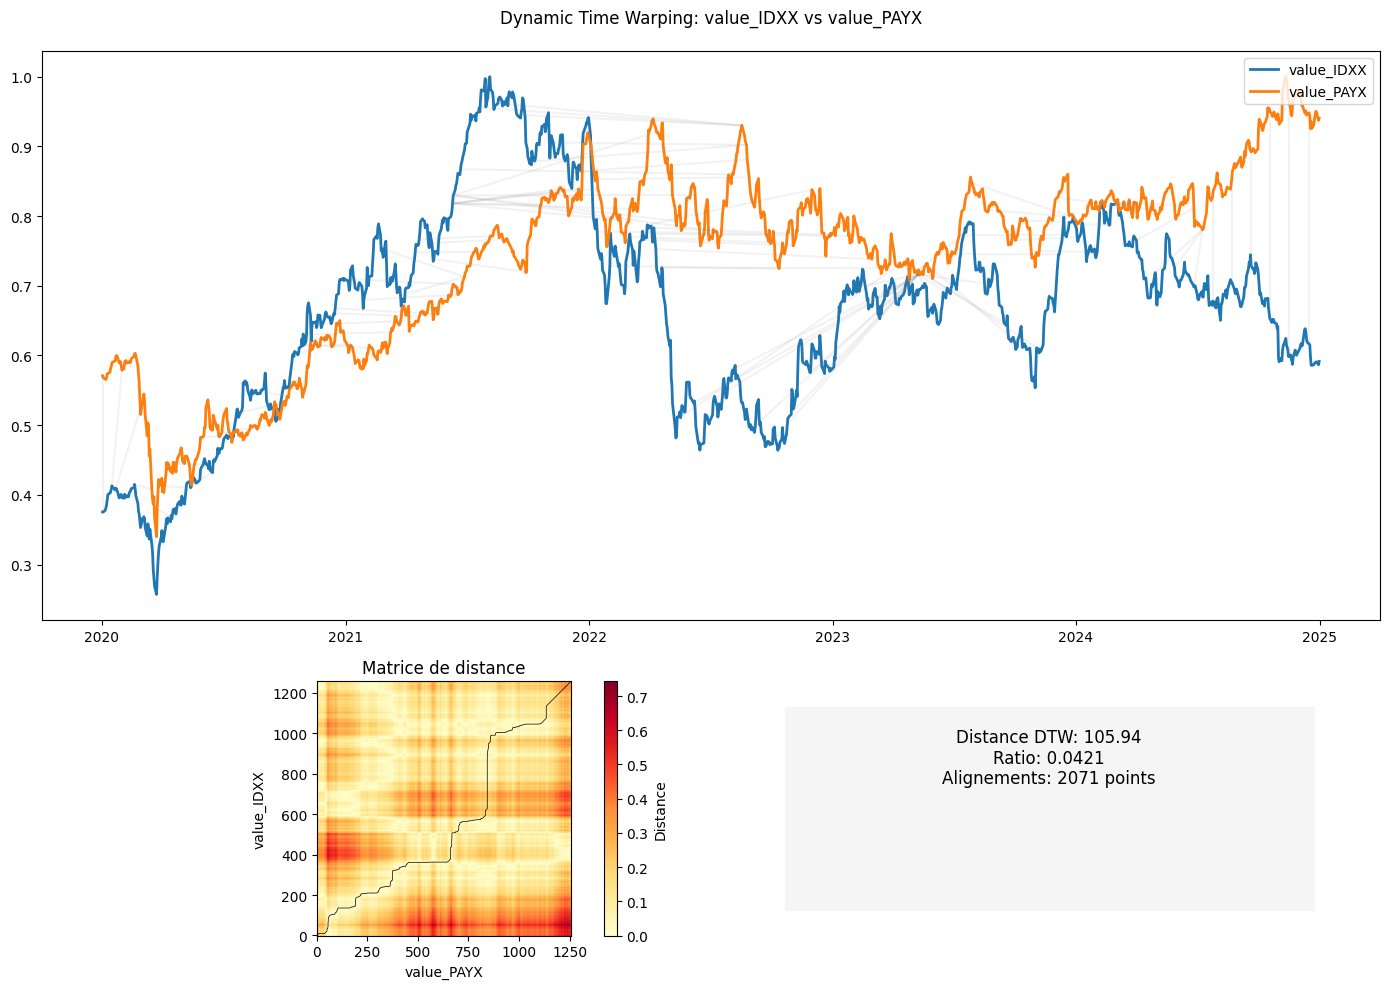 Dynamic Time Warping: value_IDXX vs value_PAYX
value_IDXX
value_PAYX
1.0
0.9
0.8
0.7
0.6
0.5
0.4
0.3
2020 2021 2022 2023 2024 2025
Matrice de distance
1200
1000
800
600
400
200
0
value_IDXX
0 250 500 750 1000 1250
value_PAYX
0.7
0.6
0.5
0.4
0.3
0.2
0.1
0.0
Distance
Distance DTW: 105.94
Ratio: 0.0421
Alignements: 2071 points